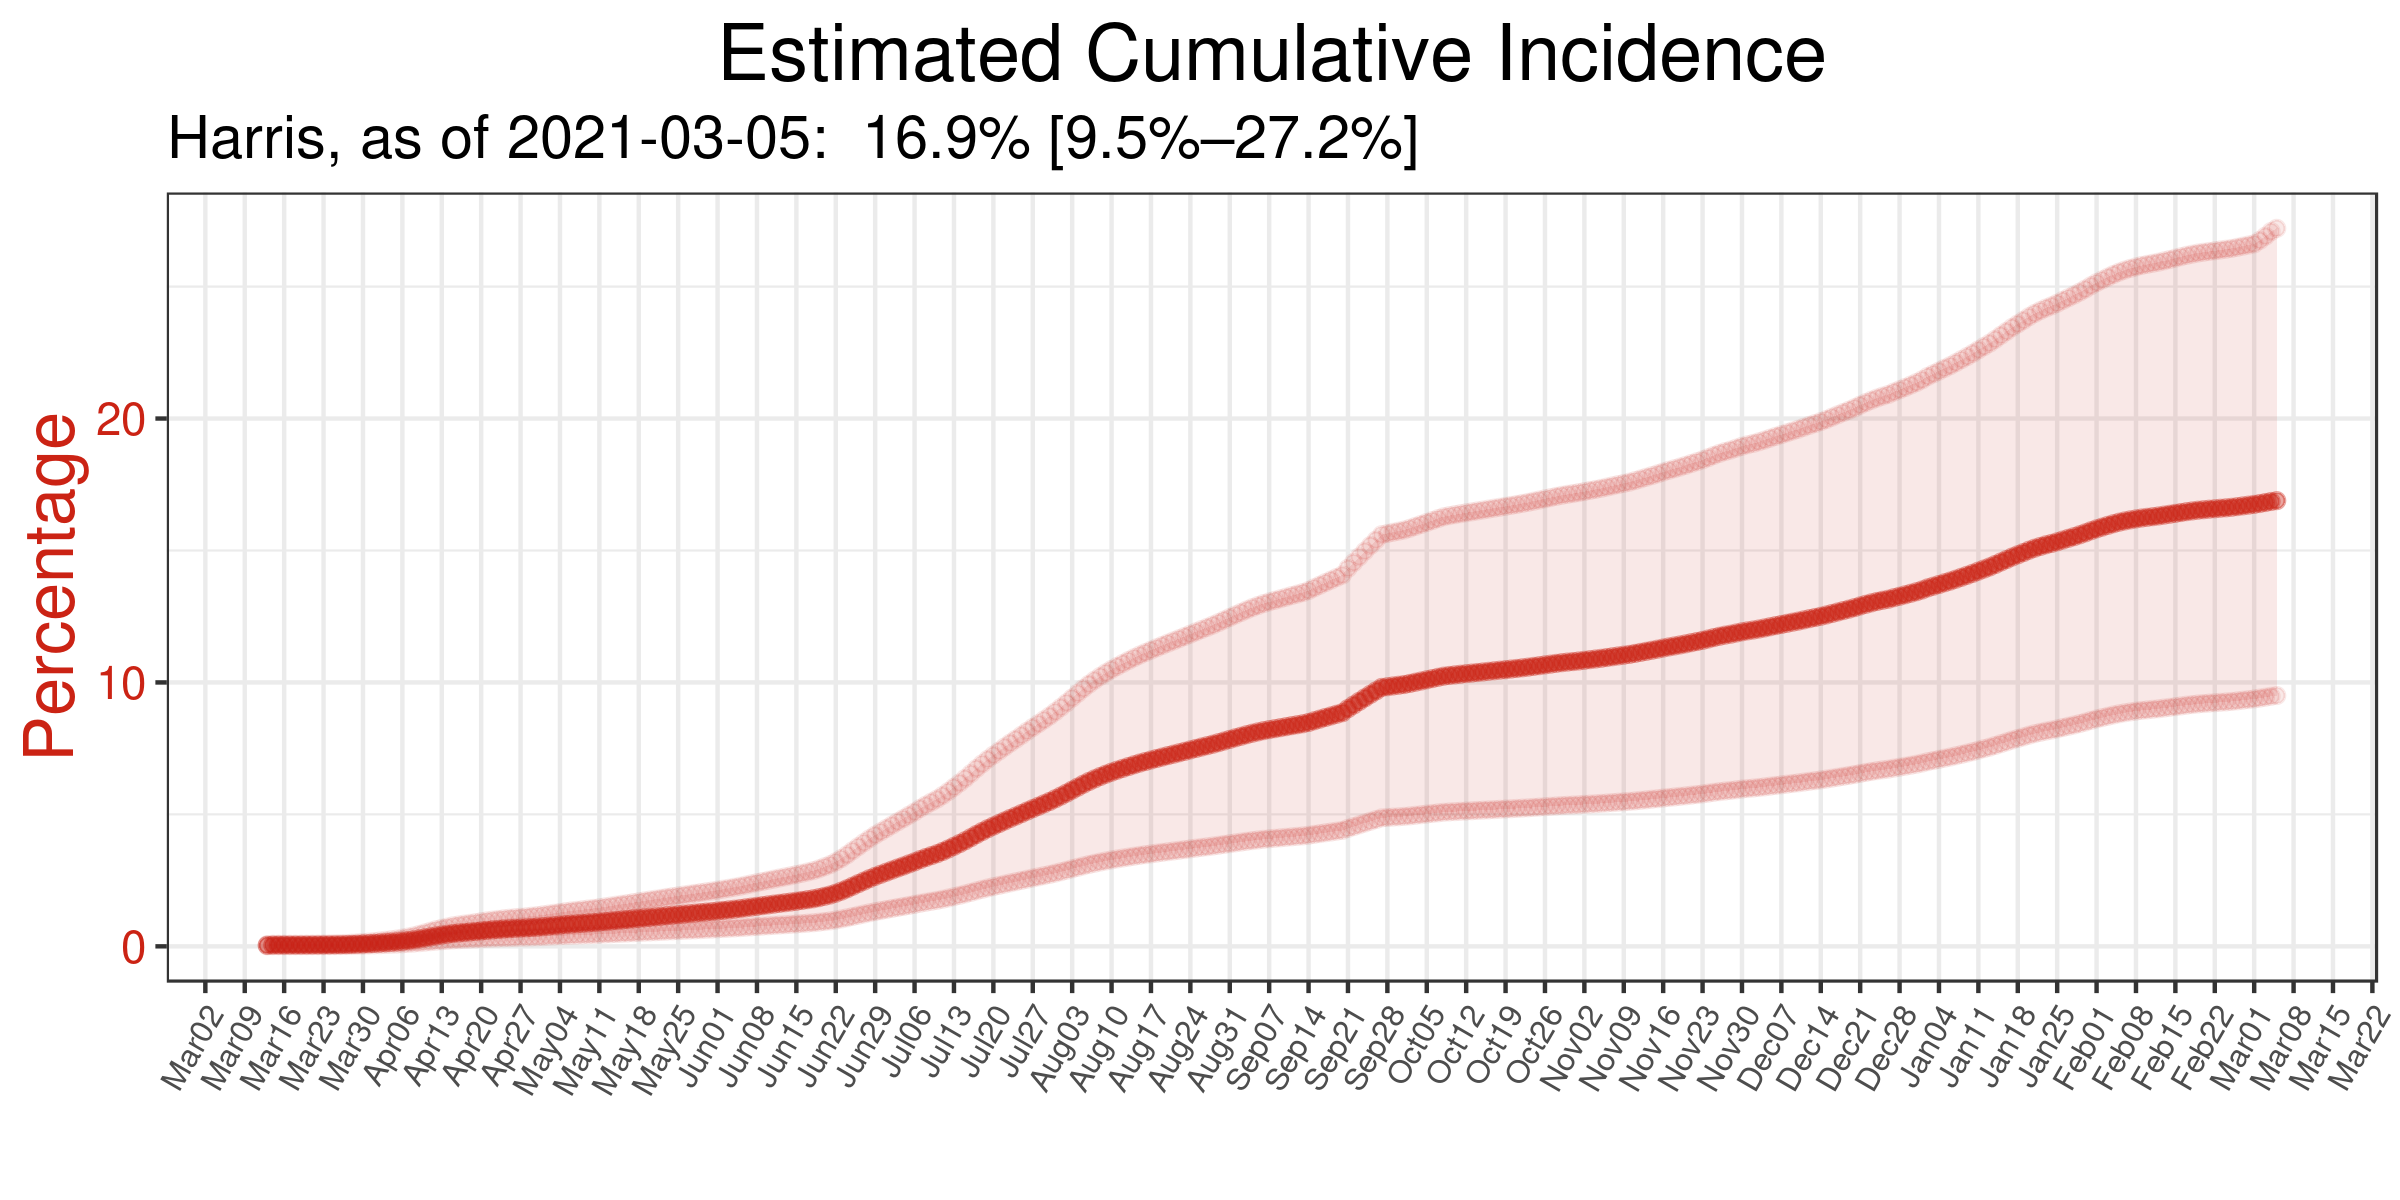 Estimated Cumulative Incidence
Harris, as of 2021-03-05:  16.9% [9.5%–27.2%]
Percentage
20
10
0
Mar02
Mar09
Mar16
Mar23
Mar30
Apr06
Apr13
Apr20
Apr27
May04
May11
May18
May25
Jun01
Jun08
Jun15
Jun22
Jun29
Jul06
Jul13
Jul20
Jul27
Aug03
Aug10
Aug17
Aug24
Aug31
Sep07
Sep14
Sep21
Sep28
Oct05
Oct12
Oct19
Oct26
Nov02
Nov09
Nov16
Nov23
Nov30
Dec07
Dec14
Dec21
Dec28
Jan04
Jan11
Jan18
Jan25
Feb01
Feb08
Feb15
Feb22
Mar01
Mar08
Mar15
Mar22